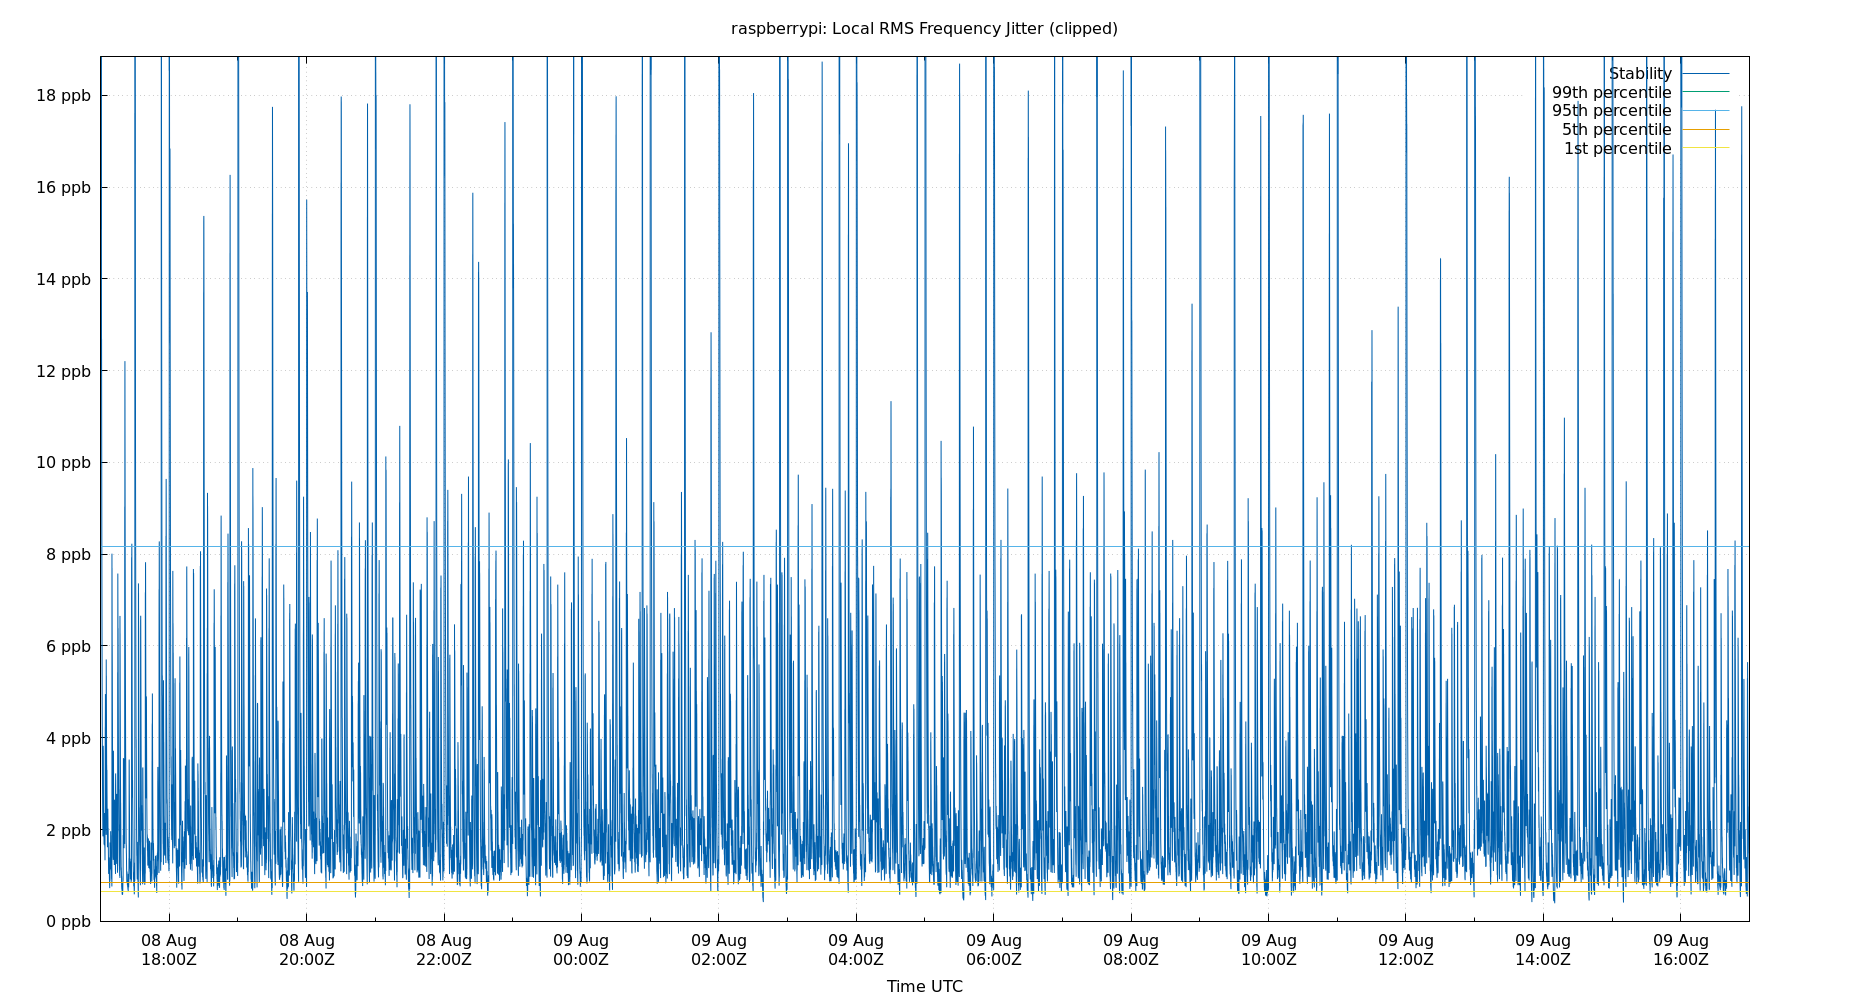 raspberrypi: Local RMS Frequency Jitter (clipped)
Stability
99th percentile
95th percentile
5th percentile
1st percentile
18 ppb
16 ppb
14 ppb
12 ppb
10 ppb
8 ppb
6 ppb
4 ppb
2 ppb
0 ppb
08 Aug 08 Aug 08 Aug 09 Aug 09 Aug 09 Aug 09 Aug 09 Aug 09 Aug 09 Aug 09 Aug 09 Aug
18:00Z 20:00Z 22:00Z 00:00Z 02:00Z 04:00Z 06:00Z 08:00Z 10:00Z 12:00Z 14:00Z 16:00Z
Time UTC